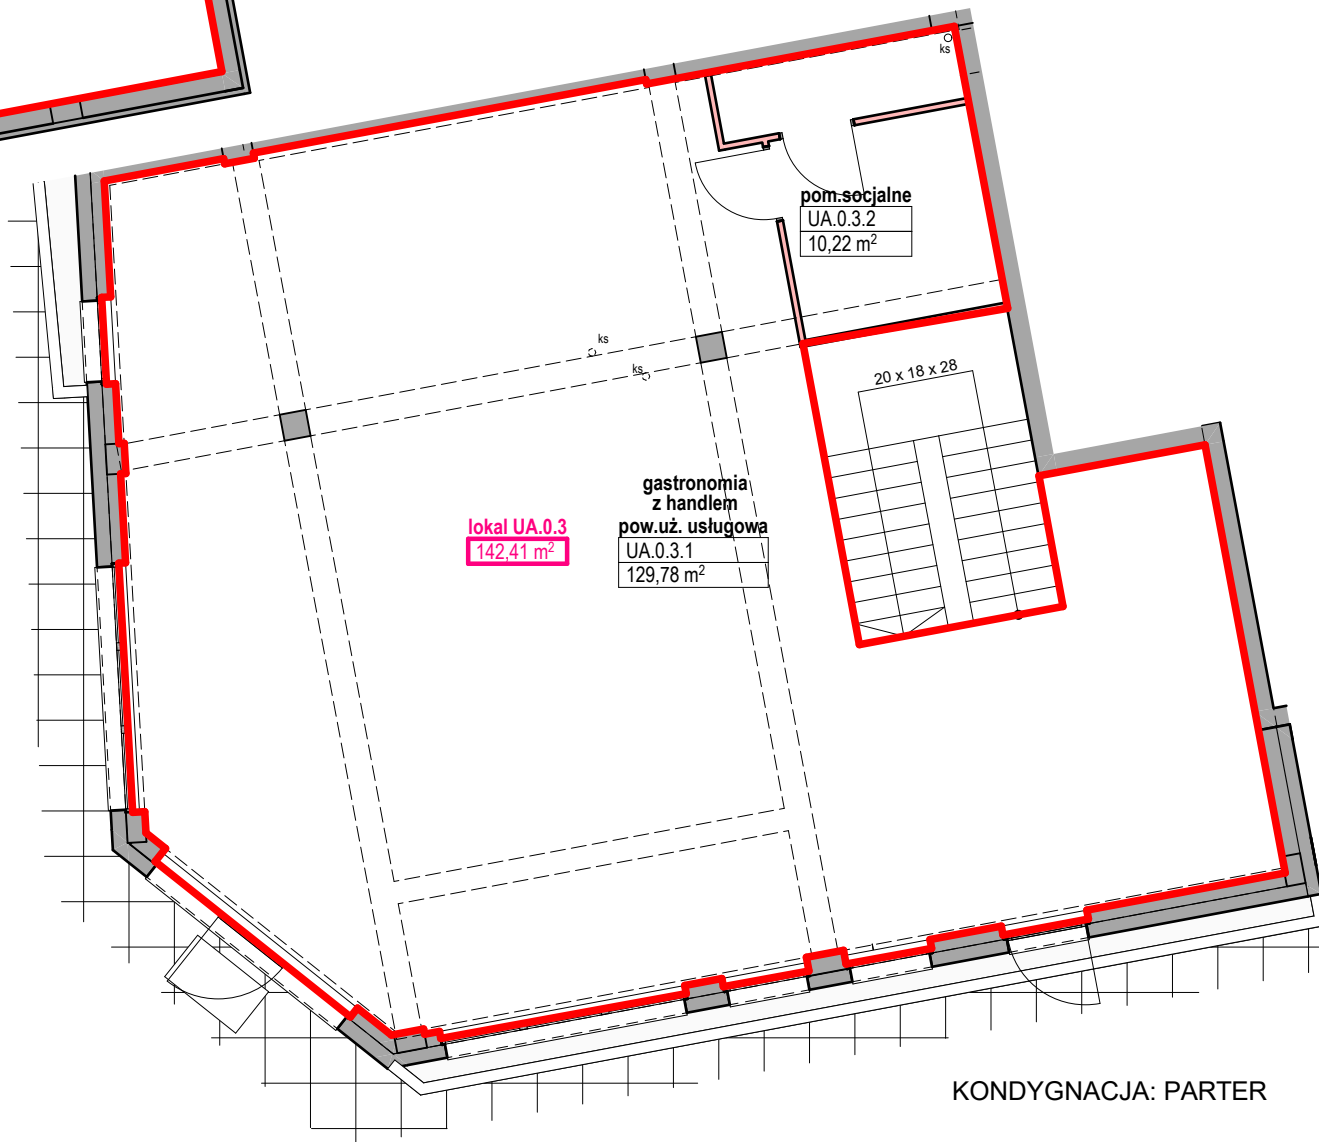 ks
pom.socjalne
UA.0.3.2
10,22 m²
ks
ks
20 x 18 x 28
gastronomia
z handlem
pow.uż. usługowa
UA.0.3.1
129,78 m²
lokal UA.0.3
142,41 m²
KONDYGNACJA: PARTER